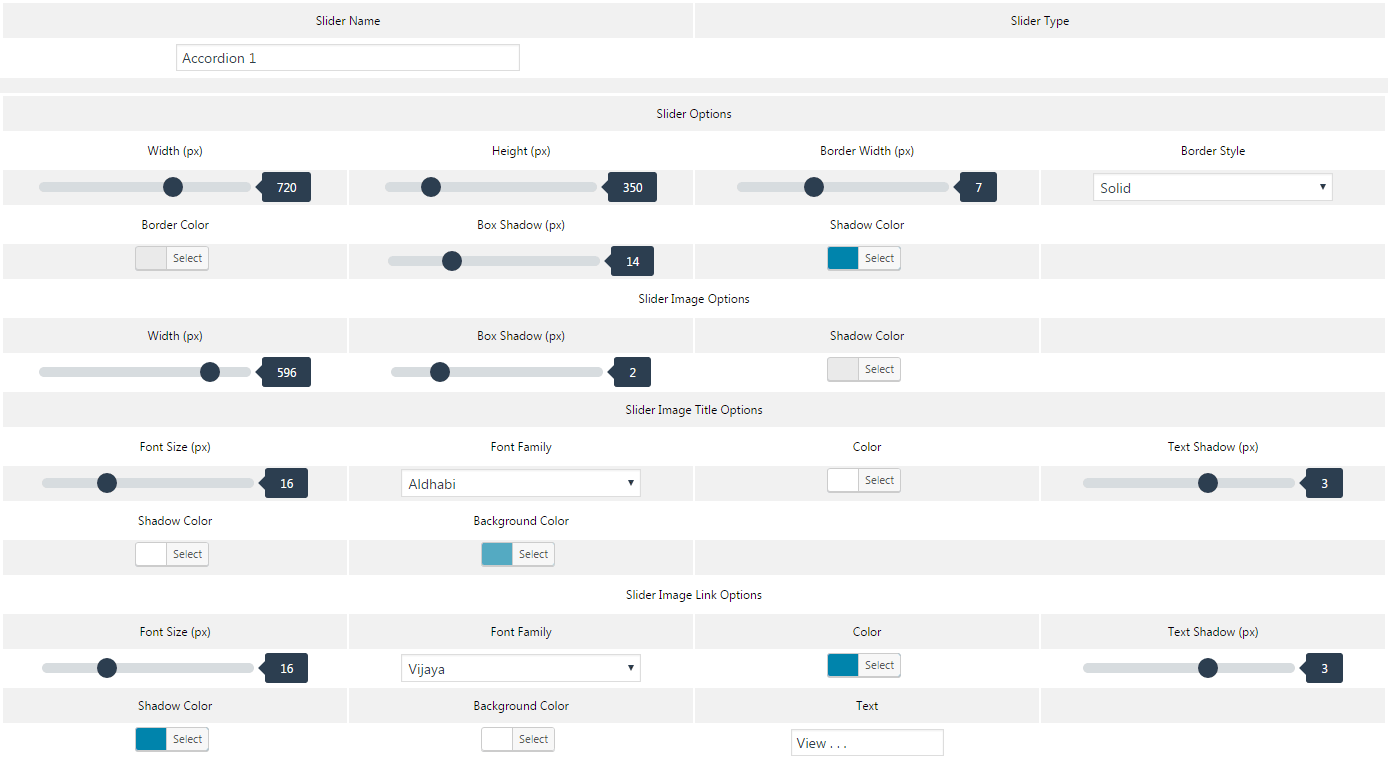 Slider Name Slider Type
Accordion 1
Slider Options
Width (px) Height (px) Border Width (px) Border Style
720 350 7 Solid
Border Color Box Shadow (px) Shadow Color
Select 14 Select
Slider Image Options
Width (px) Box Shadow (px) Shadow Color
596 2 Select
Slider Image Title Options
Font Size (px) Font Family Color Text Shadow (px)
16 Aldhabi Select 3
Shadow Color Background Color
Select Select
Slider Image Link Options
Font Size (px) Font Family Color Text Shadow (px)
16 Vijaya Select 3
Shadow Color Background Color Text
Select Select View . . .